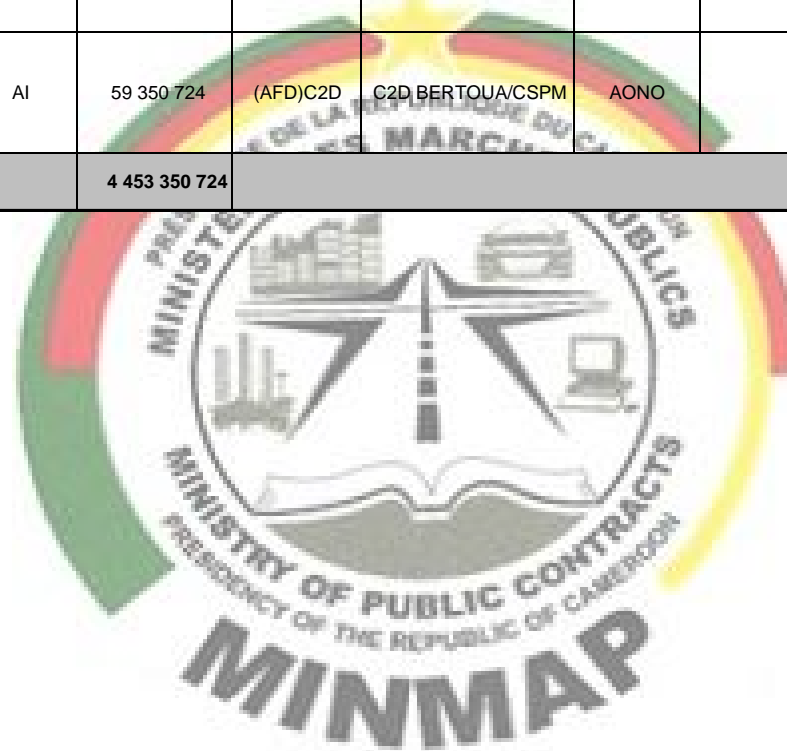 AI 59 350 724 (AFD)C2D C2D BERTOUA/CSPM AONO
4 453 350 724
MINISTRY OF PUBLIC CONTRACTS
PRESIDENCY OF THE REPUBLIC OF CAMEROON
MINMAP